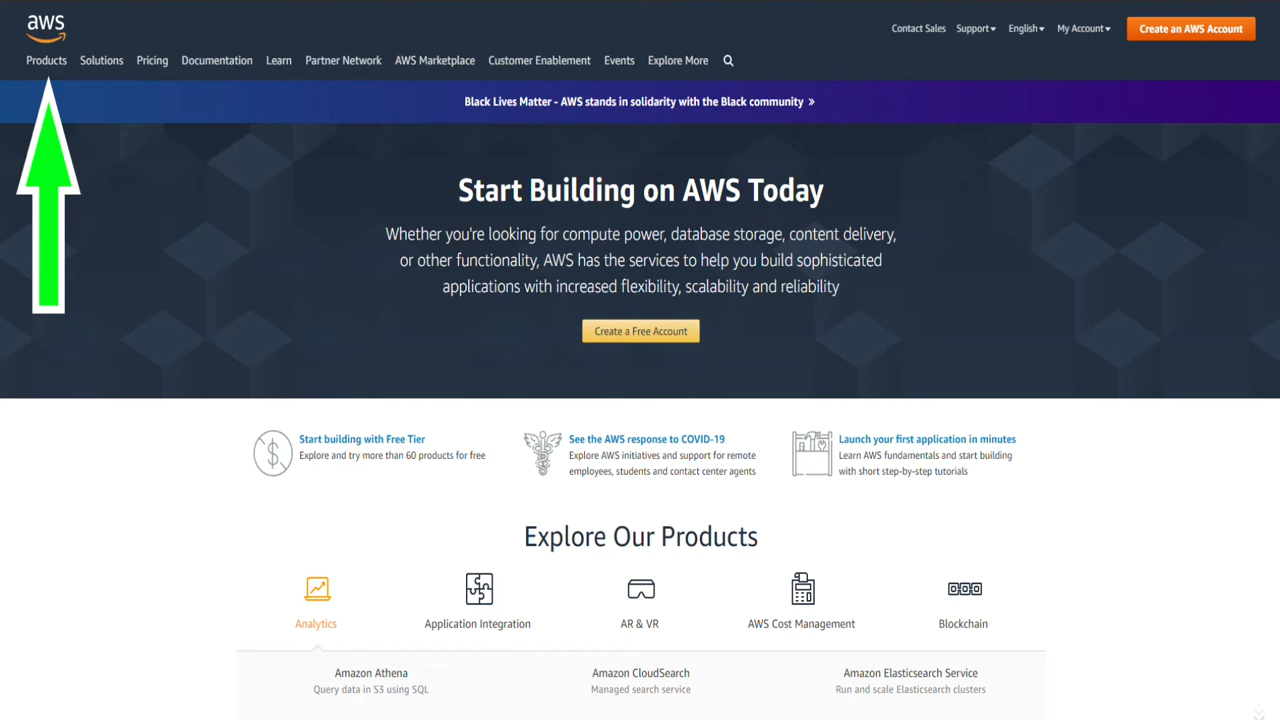 aws
Contact Sales Support English My Account Create an AWS Account
Products Solutions Pricing Documentation Learn Partner Network AWS Marketplace Customer Enablement Events Explore More
Black Lives Matter - AWS stands in solidarity with the Black community »
Start Building on AWS Today
Whether you're looking for compute power, database storage, content delivery,
or other functionality, AWS has the services to help you build sophisticated
applications with increased flexibility, scalability and reliability
Create a Free Account
Start building with Free Tier
Explore and try more than 60 products for free
See the AWS response to COVID-19
Explore AWS initiatives and support for remote
employees, students and contact center agents
Launch your first application in minutes
Learn AWS fundamentals and start building
with short step-by-step tutorials
Explore Our Products
Analytics Application Integration AR & VR AWS Cost Management Blockchain
Amazon Athena
Query data in S3 using SQL
Amazon CloudSearch
Managed search service
Amazon Elasticsearch Service
Run and scale Elasticsearch clusters